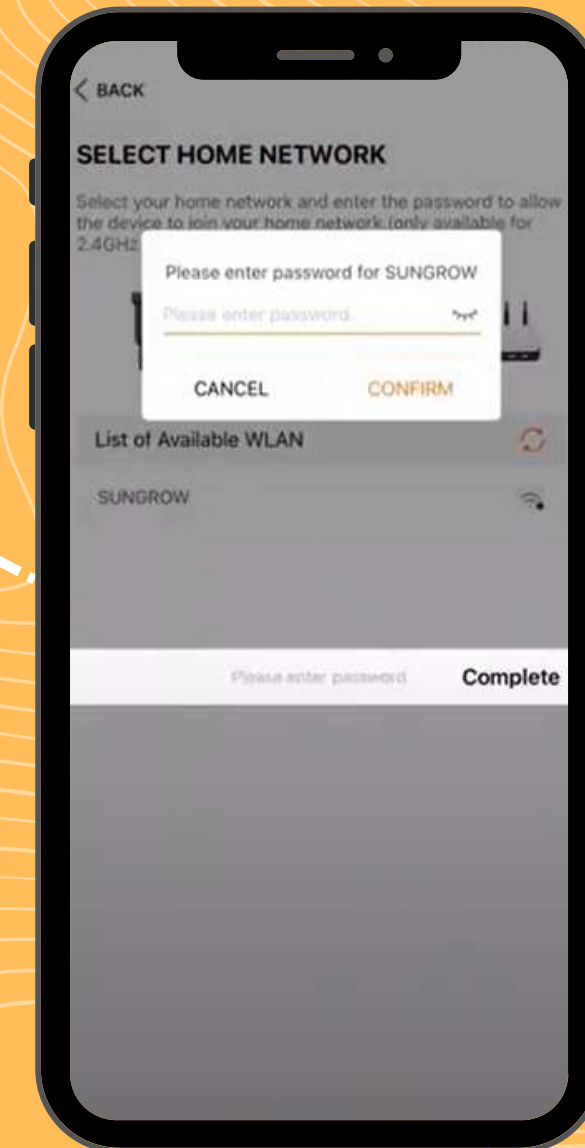 BACK
SELECT HOME NETWORK
Select your home network and enter the password to allow
the device to join your home network.(only available for
2.4GHz
Please enter password for SUNGROW
Please enter password.
CANCEL
CONFIRM
List of Available WLAN
SUNGROW
Please enter password
Complete